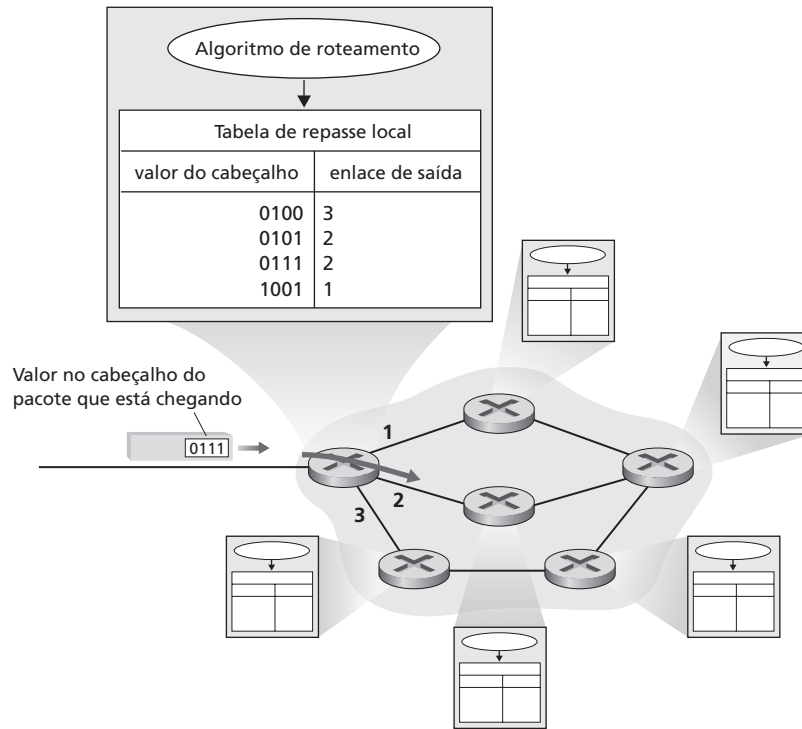 Algoritmo de roteamento
Tabela de repasse local
valor do cabeçalho enlace de saída
0100 3
0101 2
0111 2
1001 1
Valor no cabeçalho do
pacote que está chegando
0111
1
2
3